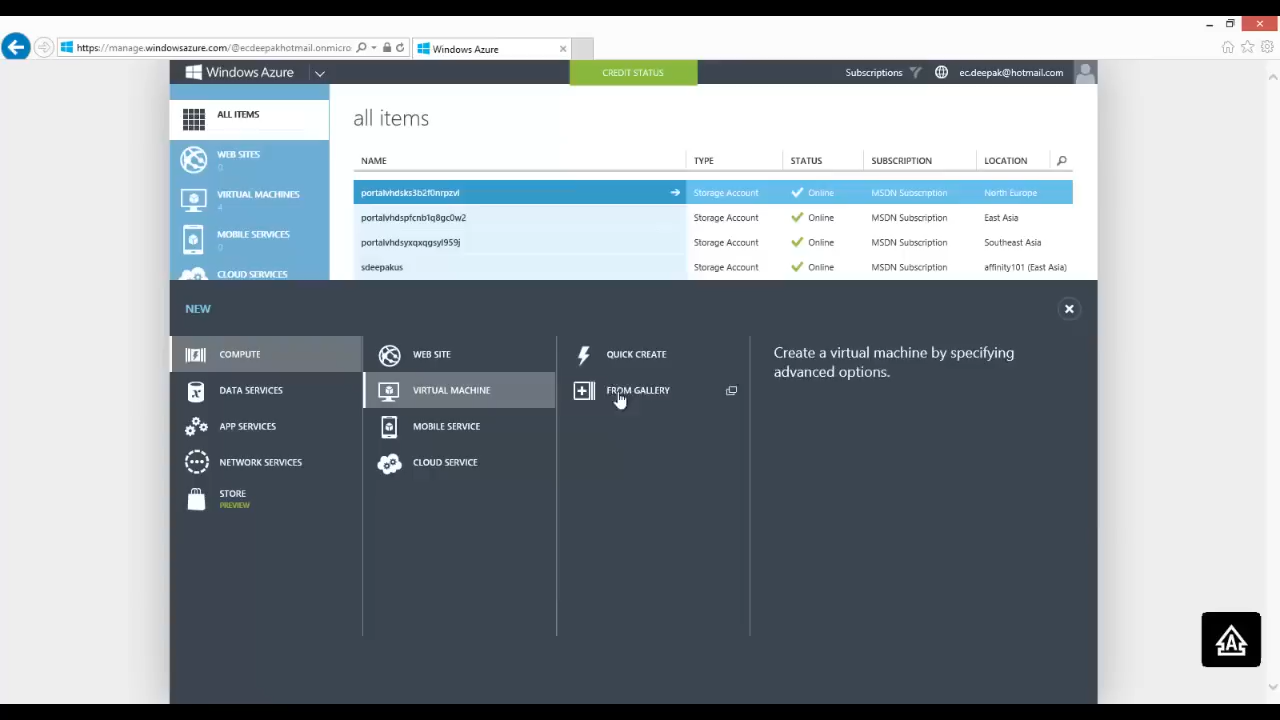 https://manage.windowsazure.com/@ecdeepakhotmail.onmicro
Windows Azure
Windows Azure
CREDIT STATUS
Subscriptions
ec.deepak@hotmail.com
ALL ITEMS
WEB SITES
0
VIRTUAL MACHINES
4
MOBILE SERVICES
0
CLOUD SERVICES
all items
NAME TYPE STATUS SUBSCRIPTION LOCATION
portalvhdsks3b2f0nrpzvl Storage Account Online MSDN Subscription North Europe
portalvhdspfcnb1q8gc0w2 Storage Account Online MSDN Subscription East Asia
portalvhdsyxqxqgsyl959j Storage Account Online MSDN Subscription Southeast Asia
sdeepakus Storage Account Online MSDN Subscription affinity101 (East Asia)
NEW
COMPUTE
DATA SERVICES
APP SERVICES
NETWORK SERVICES
STORE
PREVIEW
WEB SITE
VIRTUAL MACHINE
MOBILE SERVICE
CLOUD SERVICE
QUICK CREATE
FROM GALLERY
Create a virtual machine by specifying
advanced options.
A